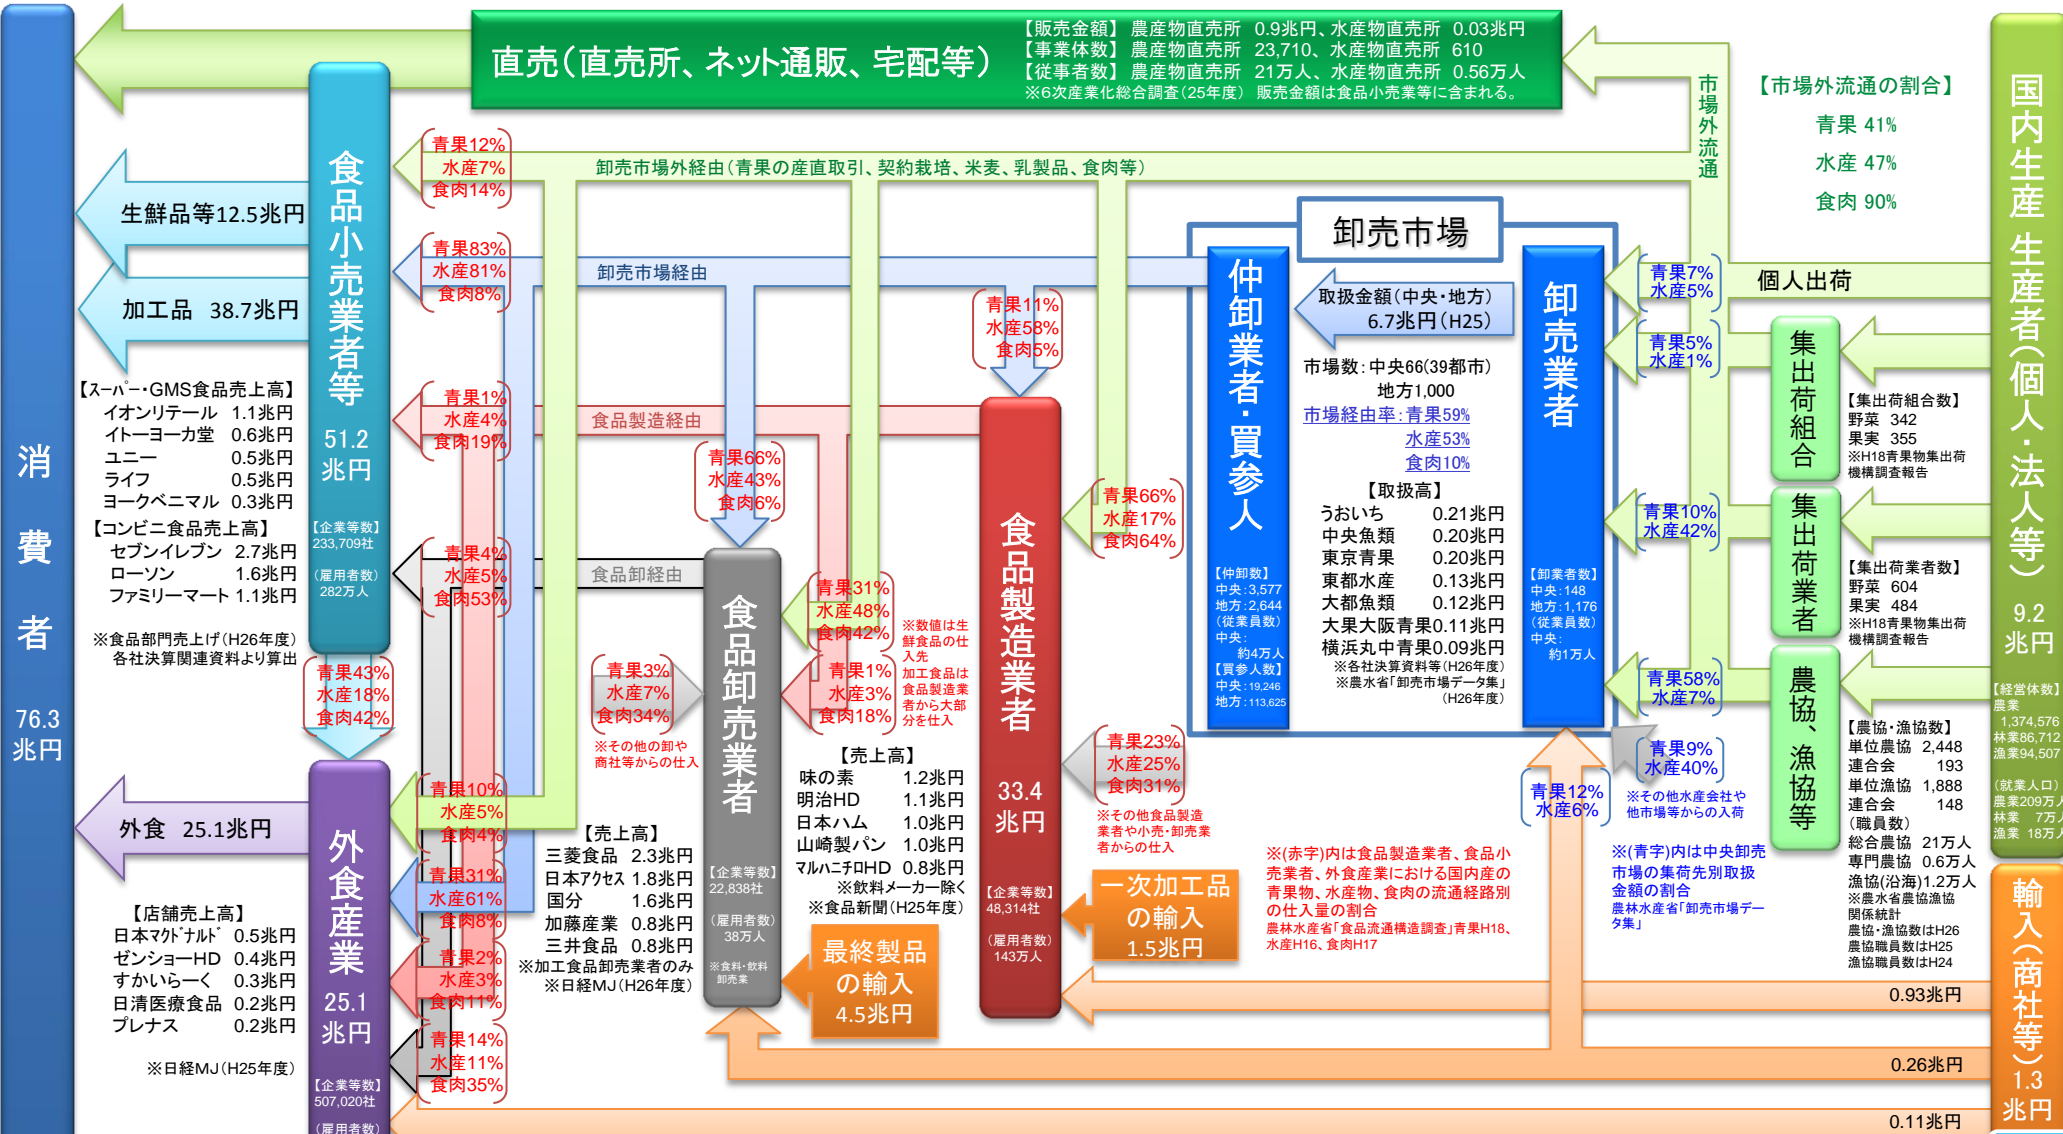 消費者
76.3
兆円
直売(直売所、ネット通販、宅配等)
【販売金額】 農産物直売所 0.9兆円、水産物直売所 0.03兆円
【事業体数】 農産物直売所 23,710、水産物直売所 610
【従事者数】 農産物直売所 21万人、水産物直売所 0.56万人
※6次産業化総合調査(25年度) 販売金額は食品小売業等に含まれる。
食品小売業者等
51.2
兆円
【企業等数】
233,709社
(雇用者数)
282万人
生鮮品等12.5兆円
加工品 38.7兆円
【スーパー・GMS食品売上高】
イオンリテール 1.1兆円
イトーヨーカ堂 0.6兆円
ユニー 0.5兆円
ライフ 0.5兆円
ヨークベニマル 0.3兆円
【コンビニ食品売上高】
セブンイレブン 2.7兆円
ローソン 1.6兆円
ファミリーマート 1.1兆円
※食品部門売上げ(H26年度)
各社決算関連資料より算出
青果43%
水産18%
食肉42%
外食 25.1兆円
外食産業
25.1
兆円
【企業等数】
507,020社
(雇用者数)
【店舗売上高】
日本マクドナルド 0.5兆円
ゼンショーHD 0.4兆円
すかいらーく 0.3兆円
日清医療食品 0.2兆円
プレナス 0.2兆円
※日経MJ(H25年度)
青果12%
水産7%
食肉14%
卸売市場外経由(青果の産直取引、契約栽培、米麦、乳製品、食肉等)
青果83%
水産81%
食肉8%
卸売市場経由
青果1%
水産4%
食肉19%
食品製造経由
青果4%
水産5%
食肉53%
食品卸経由
青果10%
水産5%
食肉4%
青果31%
水産61%
食肉8%
青果2%
水産3%
食肉11%
青果14%
水産11%
食肉35%
青果66%
水産43%
食肉6%
青果31%
水産48%
食肉42%
青果1%
水産3%
食肉18%
※数値は生
鮮食品の仕
入先
加工食品は
食品製造業
者から大部
分を仕入
青果3%
水産7%
食肉34%
※その他の卸や
商社等からの仕入
食品卸売業者
【企業等数】
22,838社
(雇用者数)
38万人
※食料・飲料
卸売業
【売上高】
三菱食品 2.3兆円
日本アクセス 1.8兆円
国分 1.6兆円
加藤産業 0.8兆円
三井食品 0.8兆円
※加工食品卸売業者のみ
※日経MJ(H26年度)
【売上高】
味の素 1.2兆円
明治HD 1.1兆円
日本ハム 1.0兆円
山崎製パン 1.0兆円
マルハニチロHD 0.8兆円
※飲料メーカー除く
※食品新聞(H25年度)
最終製品
の輸入
4.5兆円
青果11%
水産58%
食肉5%
青果66%
水産17%
食肉64%
食品製造業者
33.4
兆円
【企業等数】
48,314社
(雇用者数)
143万人
青果23%
水産25%
食肉31%
※その他食品製造
業者や小売・卸売業
者からの仕入
一次加工品
の輸入
1.5兆円
卸売市場
仲卸業者・買参人
【仲卸数】
中央:3,577
地方:2,644
(従業員数)
中央:
約4万人
【買参人数】
中央:19,246
地方:113,625
取扱金額(中央・地方)
6.7兆円(H25)
市場数:中央66(39都市)
地方1,000
市場経由率:青果59%
水産53%
食肉10%
【取扱高】
うおいち 0.21兆円
中央魚類 0.20兆円
東京青果 0.20兆円
東都水産 0.13兆円
大都魚類 0.12兆円
大果大阪青果0.11兆円
横浜丸中青果0.09兆円
※各社決算資料等(H26年度)
※農水省「卸売市場データ集」
(H26年度)
卸売業者
【卸業者数】
中央:148
地方:1,176
(従業員数)
中央:
約1万人
※(赤字)内は食品製造業者、食品小
売業者、外食産業における国内産の
青果物、水産物、食肉の流通経路別
の仕入量の割合
農林水産省「食品流通構造調査」青果H18、
水産H16、食肉H17
市場外流通
【市場外流通の割合】
青果 41%
水産 47%
食肉 90%
個人出荷
青果7%
水産5%
青果5%
水産1%
青果10%
水産42%
青果58%
水産7%
青果9%
水産40%
青果12%
水産6%
※その他水産会社や
他市場等からの入荷
※(青字)内は中央卸売
市場の集荷先別取扱
金額の割合
農林水産省「卸売市場デー
タ集」
集出荷組合
【集出荷組合数】
野菜 342
果実 355
※H18青果物集出荷
機構調査報告
集出荷業者
【集出荷業者数】
野菜 604
果実 484
※H18青果物集出荷
機構調査報告
農協、漁協等
【農協・漁協数】
単位農協 2,448
連合会 193
単位漁協 1,888
連合会 148
(職員数)
総合農協 21万人
専門農協 0.6万人
漁協(沿海)1.2万人
※農水省農協漁協
関係統計
農協・漁協数はH26
農協職員数はH25
漁協職員数はH24
国内生産 生産者(個人・法人等)
9.2
兆円
【経営体数】
農業
1,374,576
林業86,712
漁業94,507
(就業人口)
農業209万人
林業 7万人
漁業 18万人
輸入(商社等)
1.3
兆円
0.93兆円
0.26兆円
0.11兆円